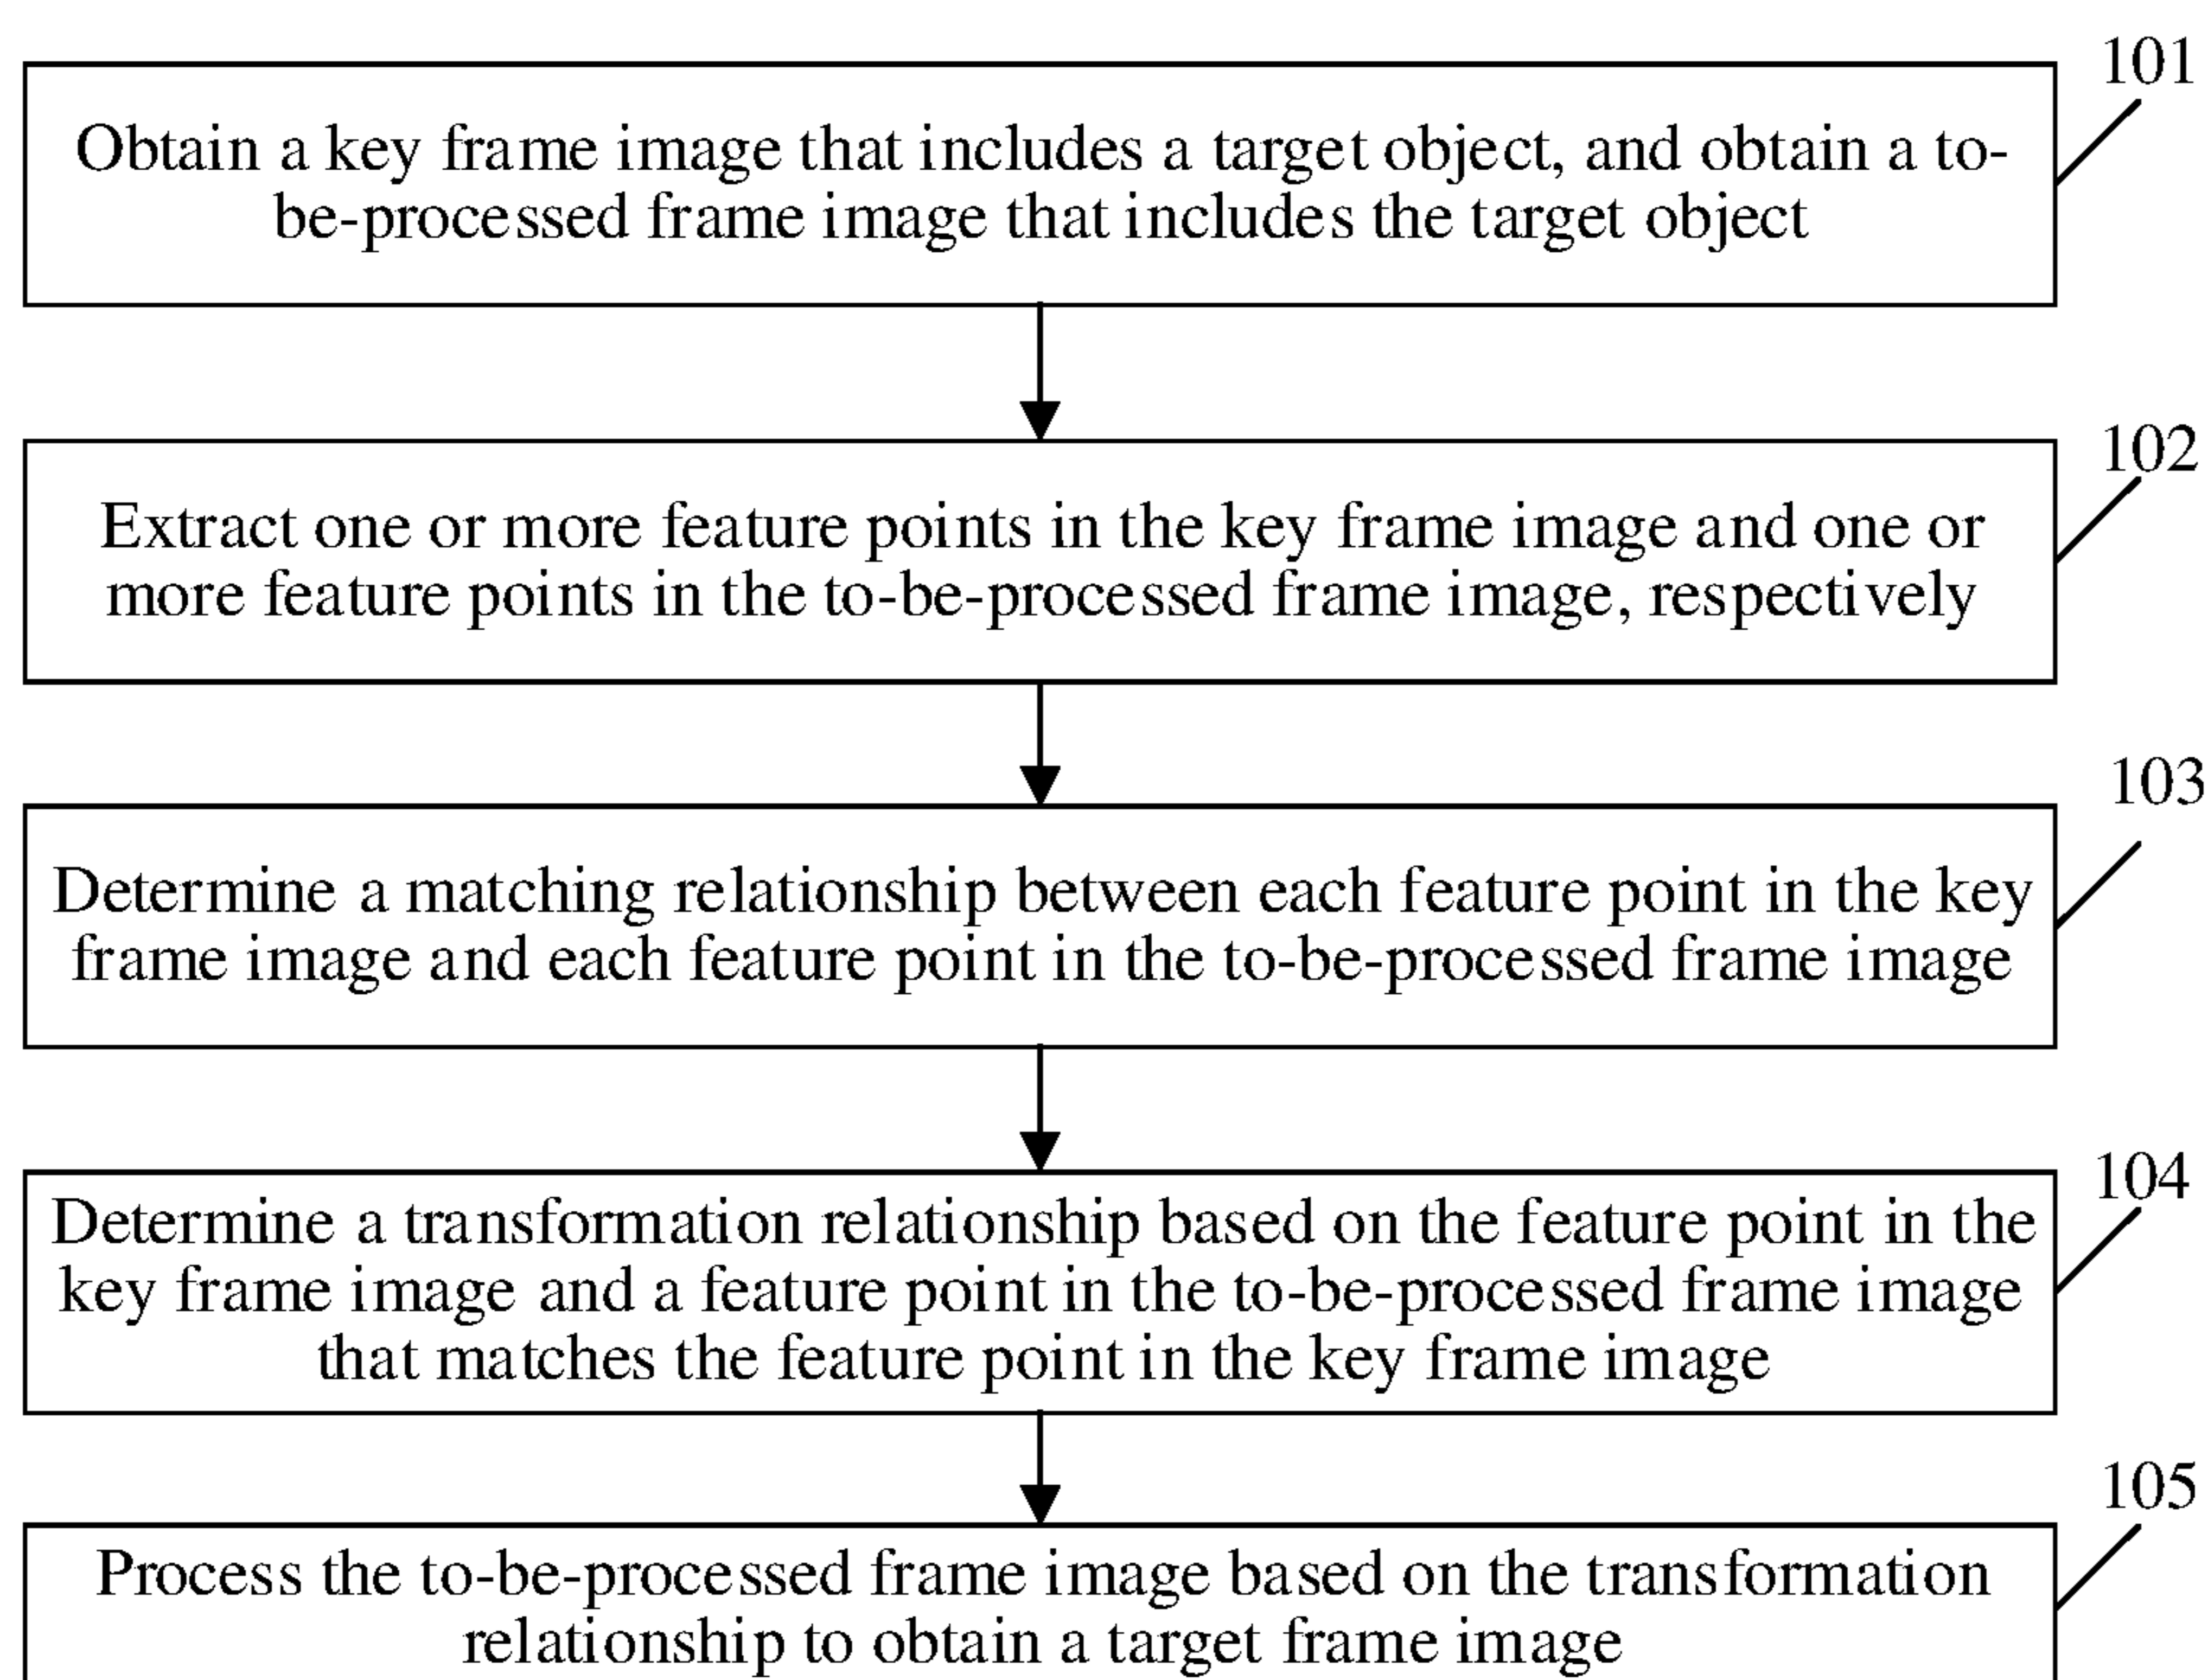 101
Obtain a key frame image that includes a target object, and obtain a to-
be-processed frame image that includes the target object
102
Extract one or more feature points in the key frame image and one or
more feature points in the to-be-processed frame image, respectively
103
Determine a matching relationship between each feature point in the key
frame image and each feature point in the to-be-processed frame image
104
Determine a transformation relationship based on the feature point in the
key frame image and a feature point in the to-be-processed frame image
that matches the feature point in the key frame image
105
Process the to-be-processed frame image based on the transformation
relationship to obtain a target frame image